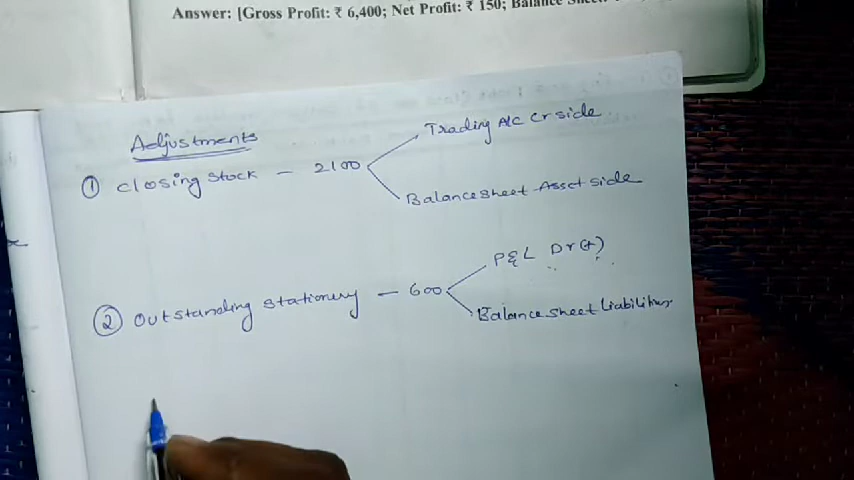 Answer: [Gross Profit: ₹ 6,400; Net Profit: ₹ 150; Balance
Adjustments
① closing stock - 2100
Trading A/c Cr side
Balancesheet Asset side
② Outstanding stationery - 600
P&L Dr (+)
Balance sheet Liabilities